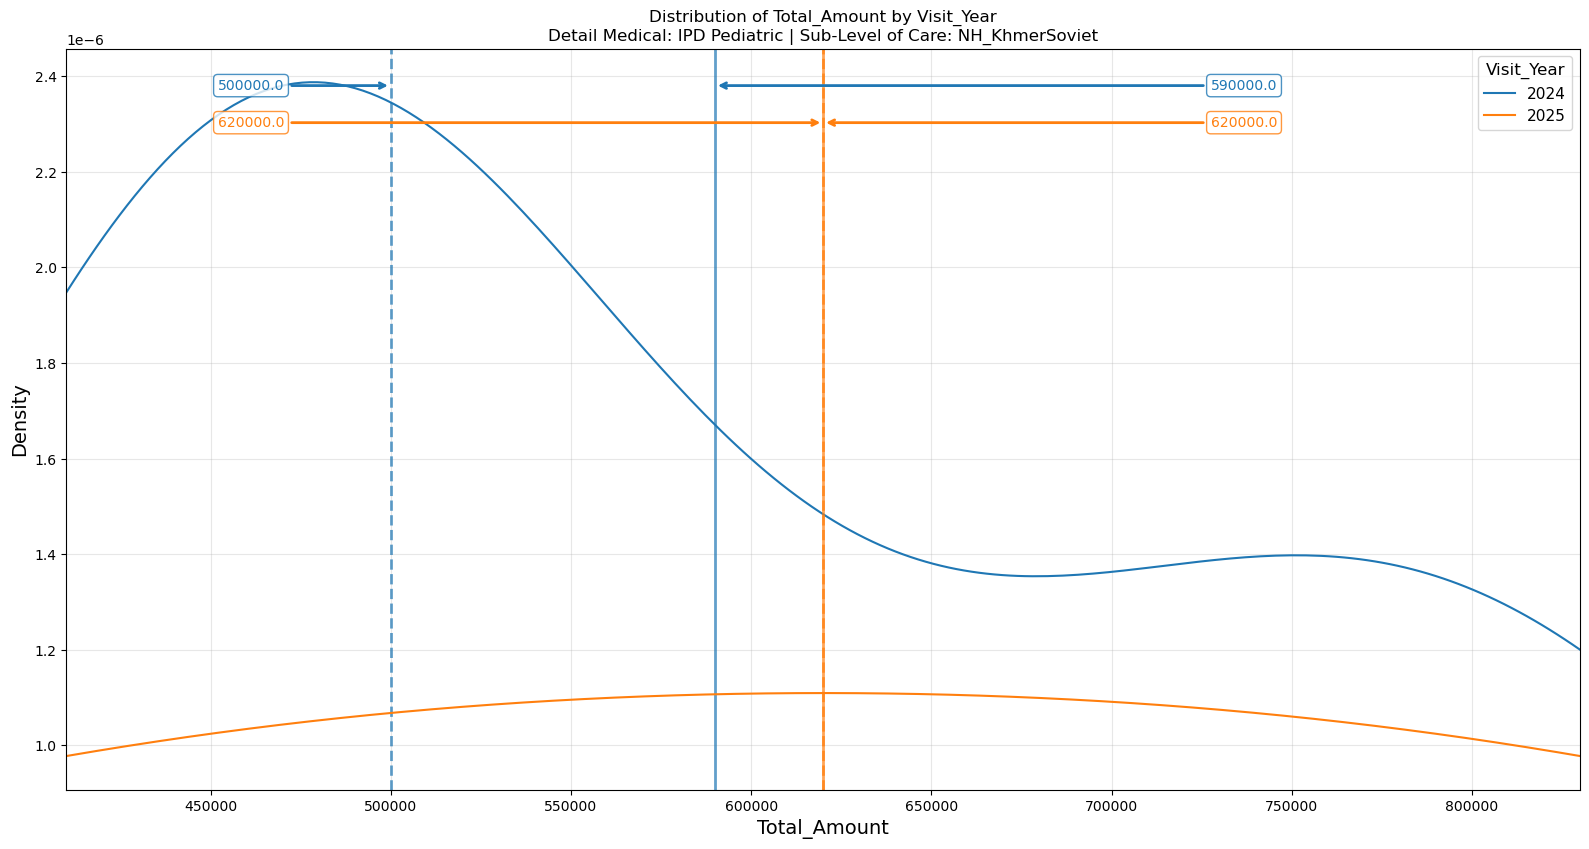 Distribution of Total_Amount by Visit_Year
Detail Medical: IPD Pediatric | Sub-Level of Care: NH_KhmerSoviet
1e−6
Visit_Year
2024
2025
500000.0
590000.0
620000.0
620000.0
2.4
2.2
2.0
1.8
1.6
1.4
1.2
1.0
Density
450000 500000 550000 600000 650000 700000 750000 800000
Total_Amount